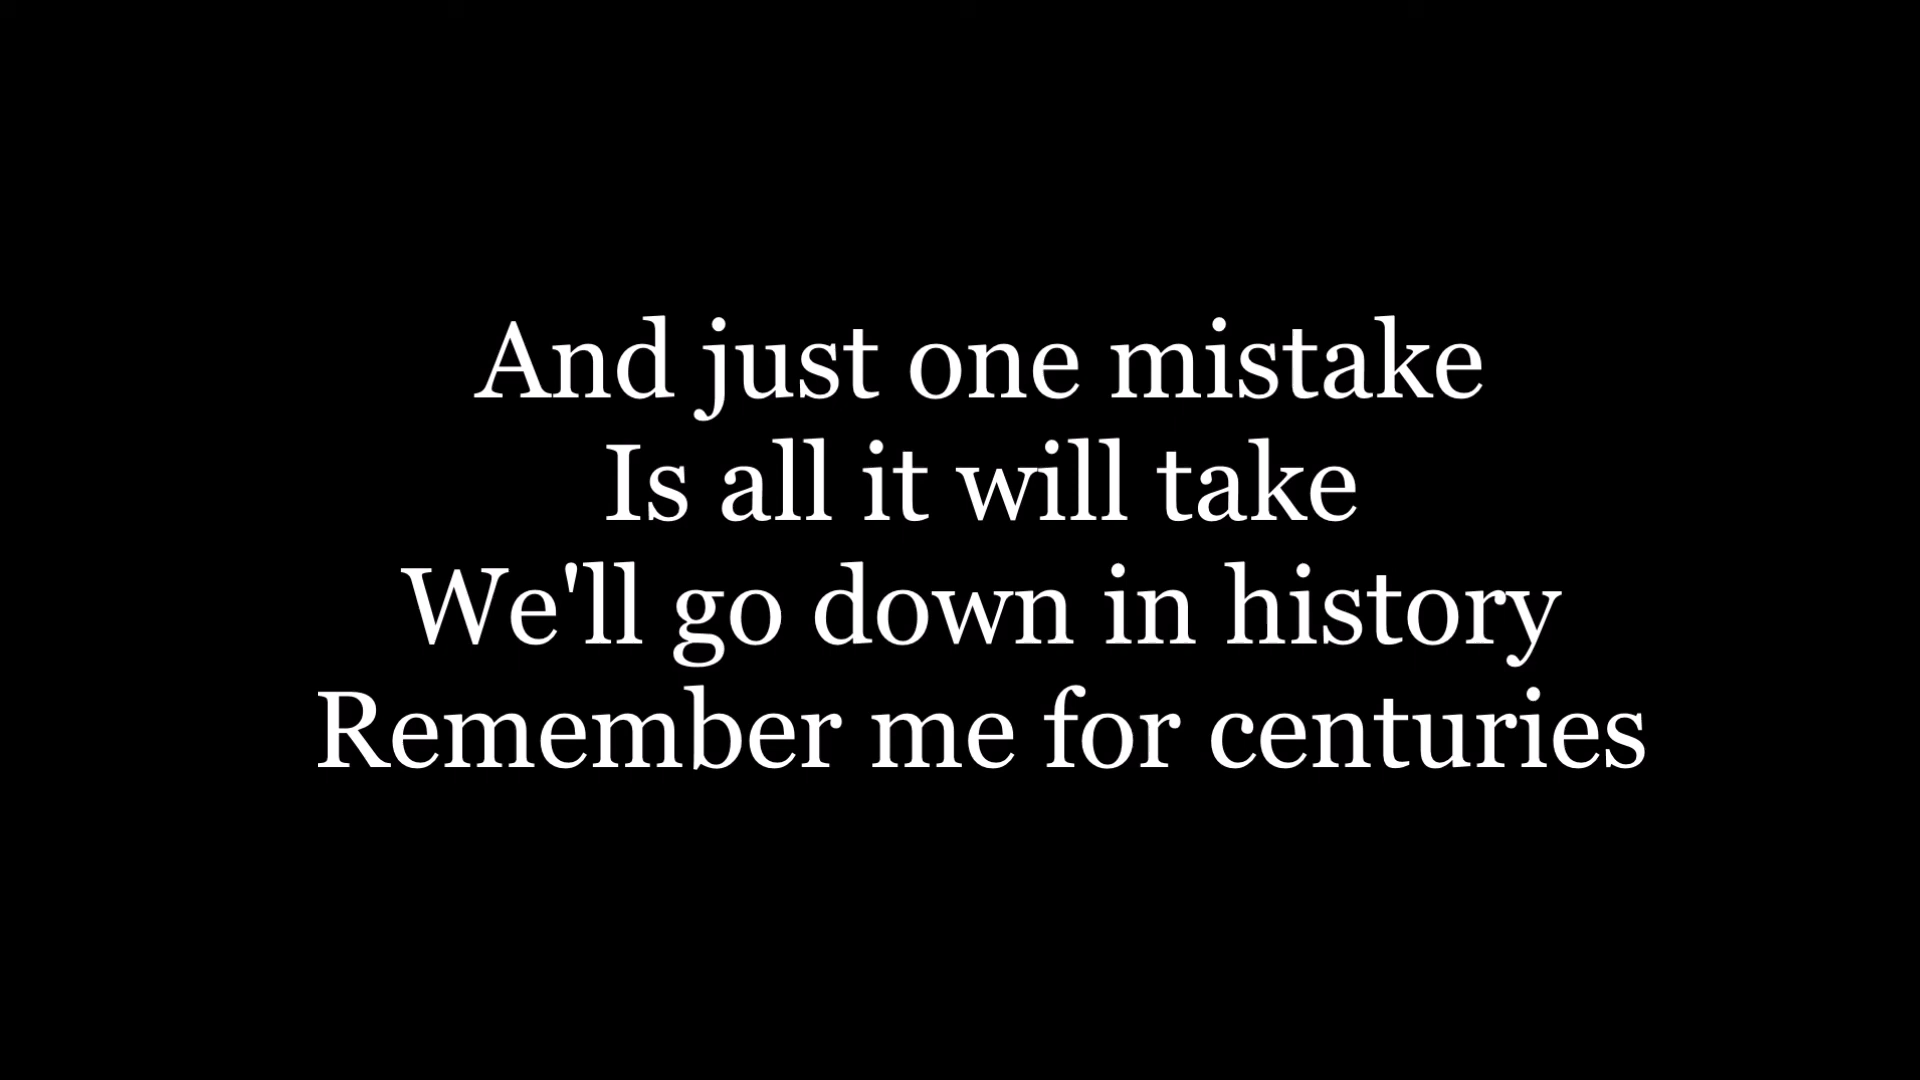 And just one mistake
Is all it will take
We'll go down in history
Remember me for centuries